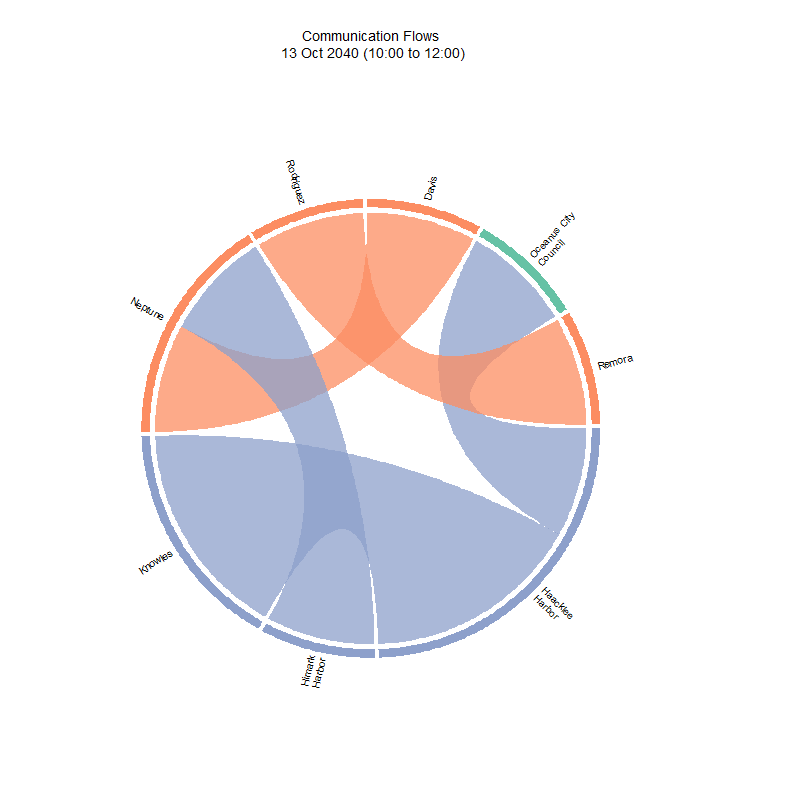 Communication Flows
13 Oct 2040 (10:00 to 12:00)
Rodriguez
Davis
Oceanus City
Council
Neptune
Remora
Knowles
Haacklee
Harbor
Himark
Harbor